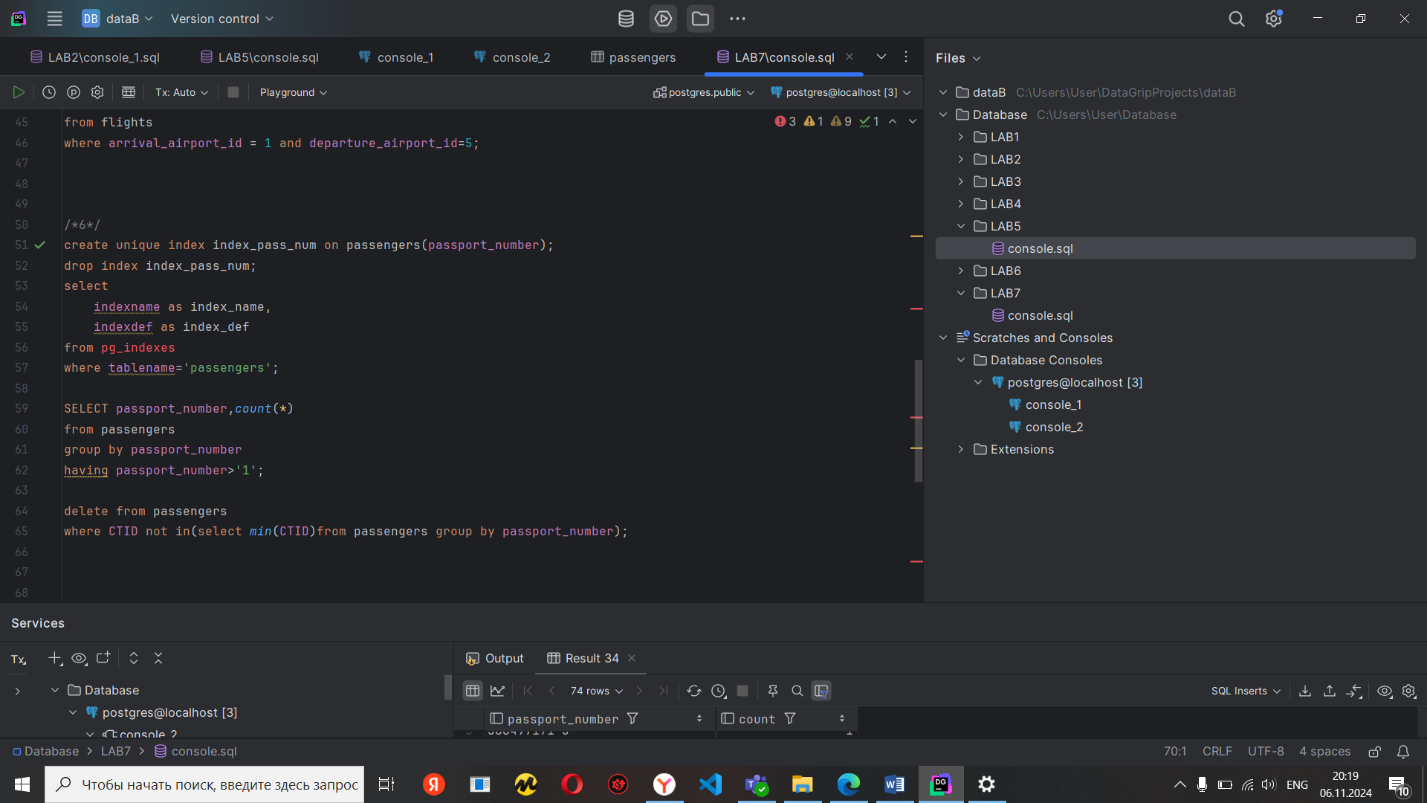 DB dataB Version control
LAB2\console_1.sql LAB5\console.sql console_1 console_2 passengers LAB7\console.sql
Files
Tx: Auto Playground postgres.public postgres@localhost [3]
dataB C:\Users\User\DataGripProjects\dataB
Database C:\Users\User\Database
LAB1
LAB2
LAB3
LAB4
LAB5
console.sql
LAB6
LAB7
console.sql
Scratches and Consoles
Database Consoles
postgres@localhost [3]
console_1
console_2
Extensions
3 1 9 1
45 from flights
46 where arrival_airport_id = 1 and departure_airport_id=5;
47
48
49
50 /*6*/
51 create unique index index_pass_num on passengers(passport_number);
52 drop index index_pass_num;
53 select
54 indexname as index_name,
55 indexdef as index_def
56 from pg_indexes
57 where tablename='passengers';
58
59 SELECT passport_number,count(*)
60 from passengers
61 group by passport_number
62 having passport_number>'1';
63
64 delete from passengers
65 where CTID not in(select min(CTID)from passengers group by passport_number);
66
67
68
Services
Tx
Database
postgres@localhost [3]
console_2
Output Result 34
74 rows SQL Inserts
passport_number count
Database LAB7 console.sql 70:1 CRLF UTF-8 4 spaces
Чтобы начать поиск, введите здесь запрос
ENG 20:19
06.11.2024
10